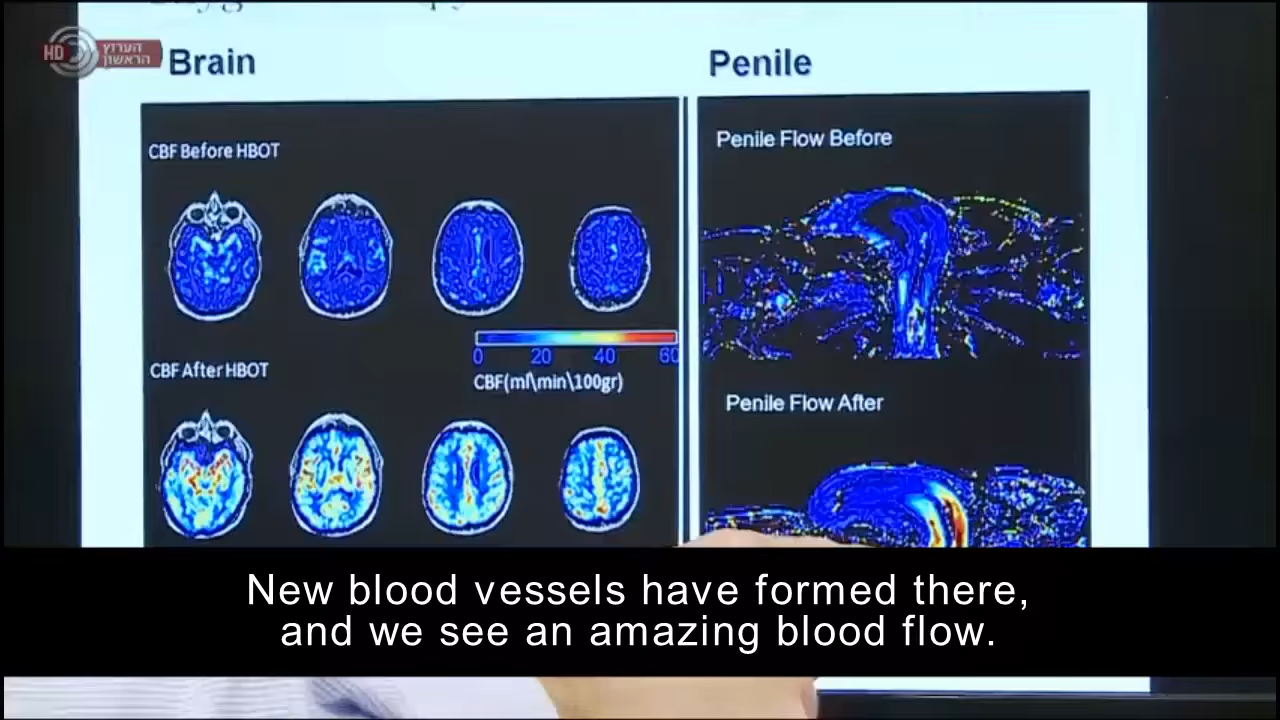 HD
הערוץ
הראשון
Brain
Penile
CBF Before HBOT
Penile Flow Before
0 20 40 60
CBF(ml\min\100gr)
CBF After HBOT
Penile Flow After
New blood vessels have formed there,
and we see an amazing blood flow.